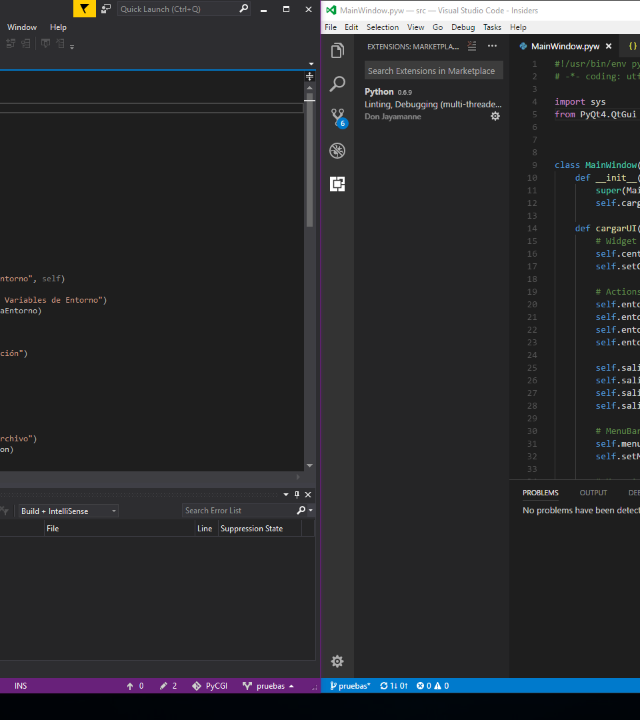 Quick Launch (Ctrl+Q)
Window Help
ntorno", self)
Variables de Entorno")
aEntorno)
ción")
rchivo")
on)
Build + IntelliSense
Search Error List
File Line Suppression State
INS 0 2 PyCGI pruebas
MainWindow.pyw — src — Visual Studio Code - Insiders
File Edit Selection View Go Debug Tasks Help
EXTENSIONS: MARKETPLA...
Search Extensions in Marketplace
Python 0.6.9
Linting, Debugging (multi-threade...
Don Jayamanne
6
MainWindow.pyw {}
1 #!/usr/bin/env py
2 # -*- coding: utf
3
4 import sys
5 from PyQt4.QtGui
6
7
8
9 class MainWindow(
10 def __init__(
11 super(Mai
12 self.carg
13
14 def cargarUI(
15 # Widget
16 self.cent
17 self.setC
18
19 # Actions
20 self.ento
21 self.ento
22 self.ento
23 self.ento
24
25 self.sali
26 self.sali
27 self.sali
28 self.sali
29
30 # MenuBar
31 self.menu
32 self.setM
33
PROBLEMS OUTPUT DEB
No problems have been detect
pruebas* 1↓ 0↑ 0 0